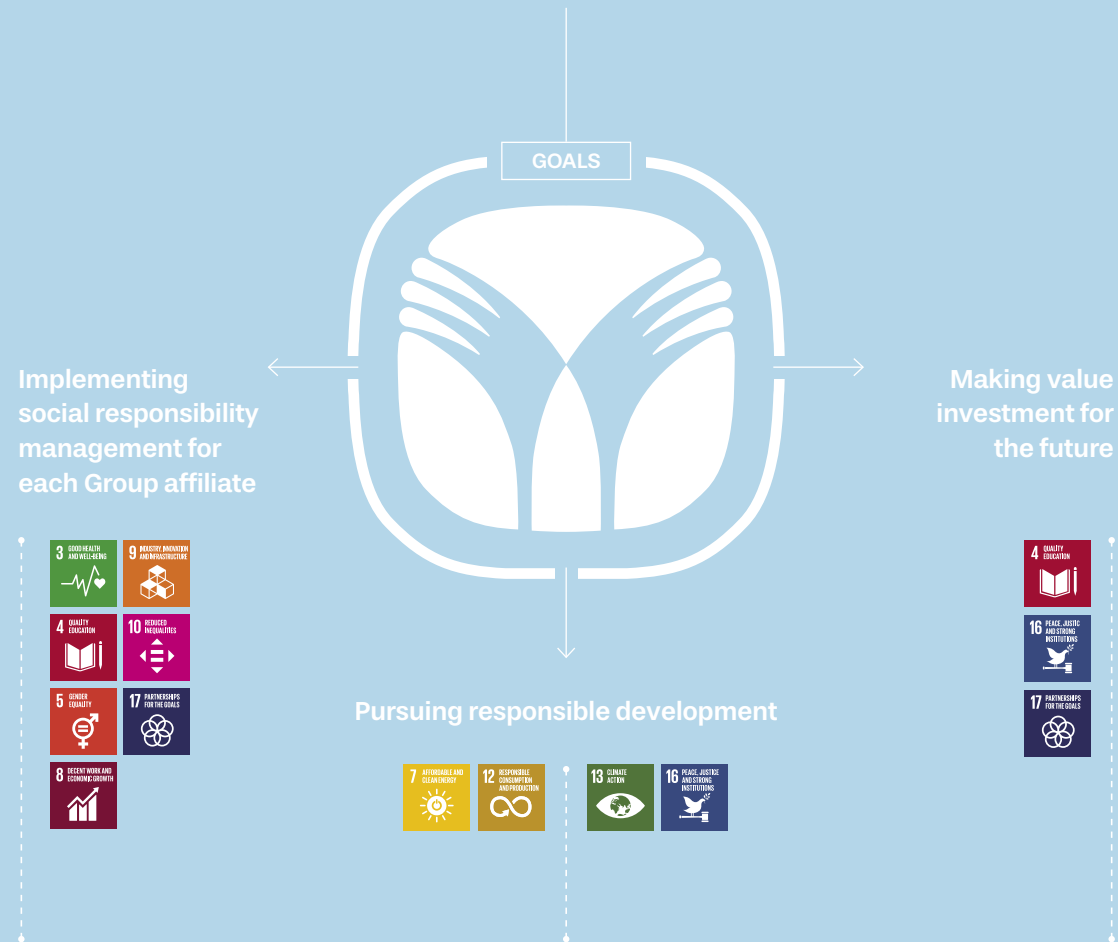 GOALS
Implementing
social responsibility
management for
each Group affiliate
Making value
investment for
the future
3 GOOD HEALTH
AND WELL-BEING
9 INDUSTRY, INNOVATION
AND INFRASTRUCTURE
4 QUALITY
EDUCATION
10 REDUCED
INEQUALITIES
5 GENDER
EQUALITY
17 PARTNERSHIPS
FOR THE GOALS
8 DECENT WORK AND
ECONOMIC GROWTH
4 QUALITY
EDUCATION
16 PEACE, JUSTIC
AND STRONG
INSTITUTIONS
17 PARTNERSHIPS
FOR THE GOALS
Pursuing responsible development
7 AFFORDABLE AND
CLEAN ENERGY
12 RESPONSIBLE
CONSUMPTION
AND PRODUCTION
13 CLIMATE
ACTION
16 PEACE, JUSTICE
AND STRONG
INSTITUTIONS